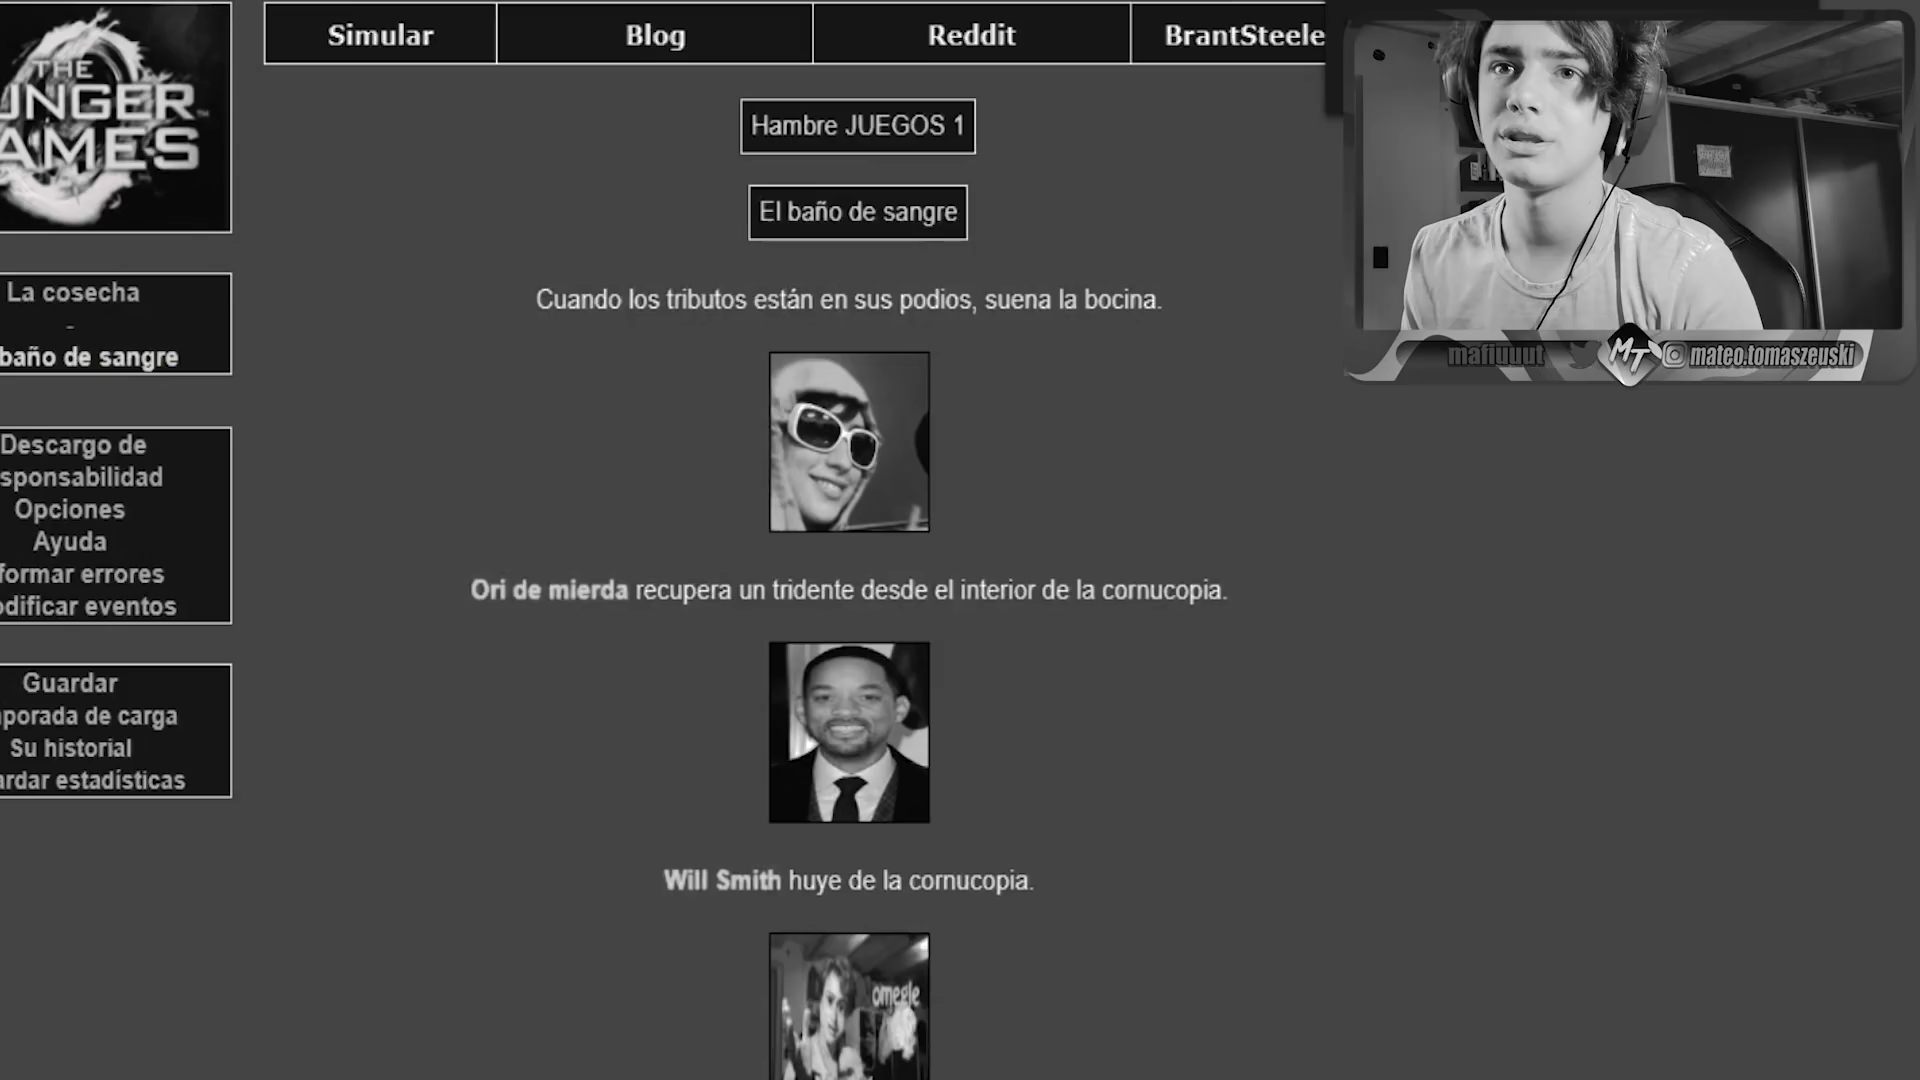 THE
UNGER
AMES
Simular
Blog
Reddit
BrantSteele
Hambre JUEGOS 1
El baño de sangre
La cosecha
-
baño de sangre
Descargo de
sponsabilidad
Opciones
Ayuda
formar errores
odificar eventos
Guardar
porada de carga
Su historial
ardar estadísticas
Cuando los tributos están en sus podios, suena la bocina.
Ori de mierda recupera un tridente desde el interior de la cornucopia.
Will Smith huye de la cornucopia.
omegle
mafiuuut
MT
mateo.tomaszeuski